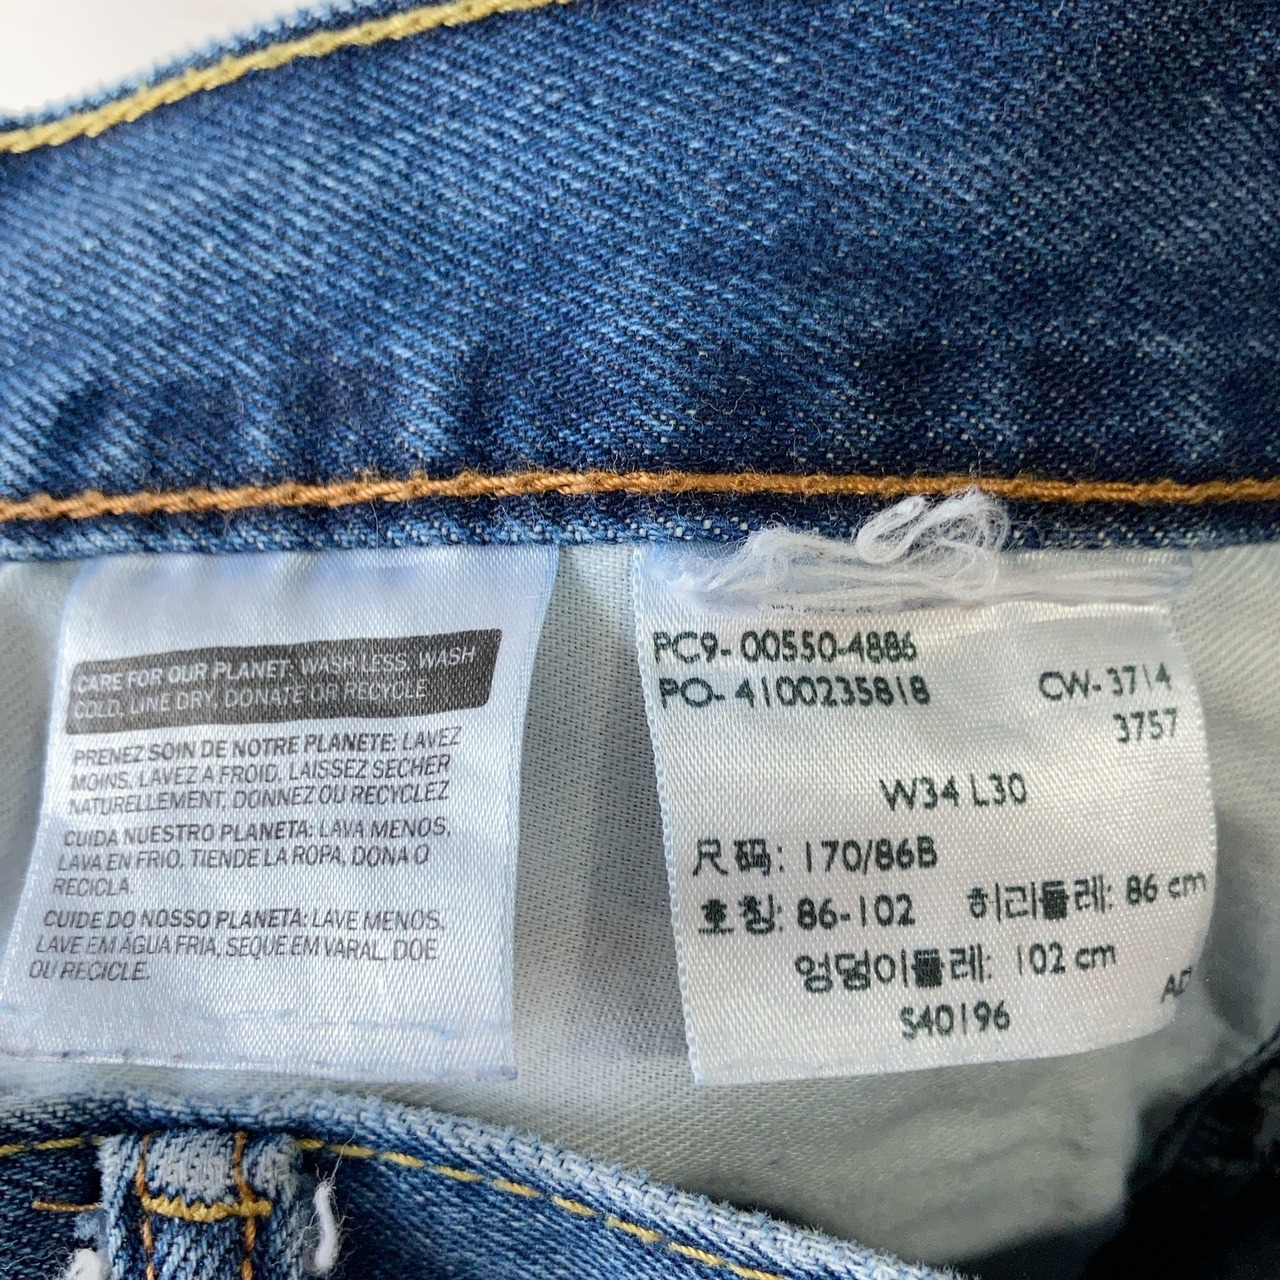 CARE FOR OUR PLANET: WASH LESS, WASH
COLD, LINE DRY, DONATE OR RECYCLE
PRENEZ SOIN DE NOTRE PLANETE: LAVEZ
MOINS, LAVEZ A FROID, LAISSEZ SECHER
NATURELLEMENT, DONNEZ OU RECYCLEZ
CUIDA NUESTRO PLANETA: LAVA MENOS,
LAVA EN FRIO, TIENDE LA ROPA, DONA O
RECICLA.
CUIDE DO NOSSO PLANETA: LAVE MENOS,
LAVE EM ÁGUA FRIA, SEQUE EM VARAL, DOE
OU RECICLE.
PC9- 00550-4886
PO- 4100235818 CW- 3714
3757
W34 L30
尺码: 170/86B
호칭: 86-102 허리둘레: 86 cm
엉덩이둘레: 102 cm
S40196